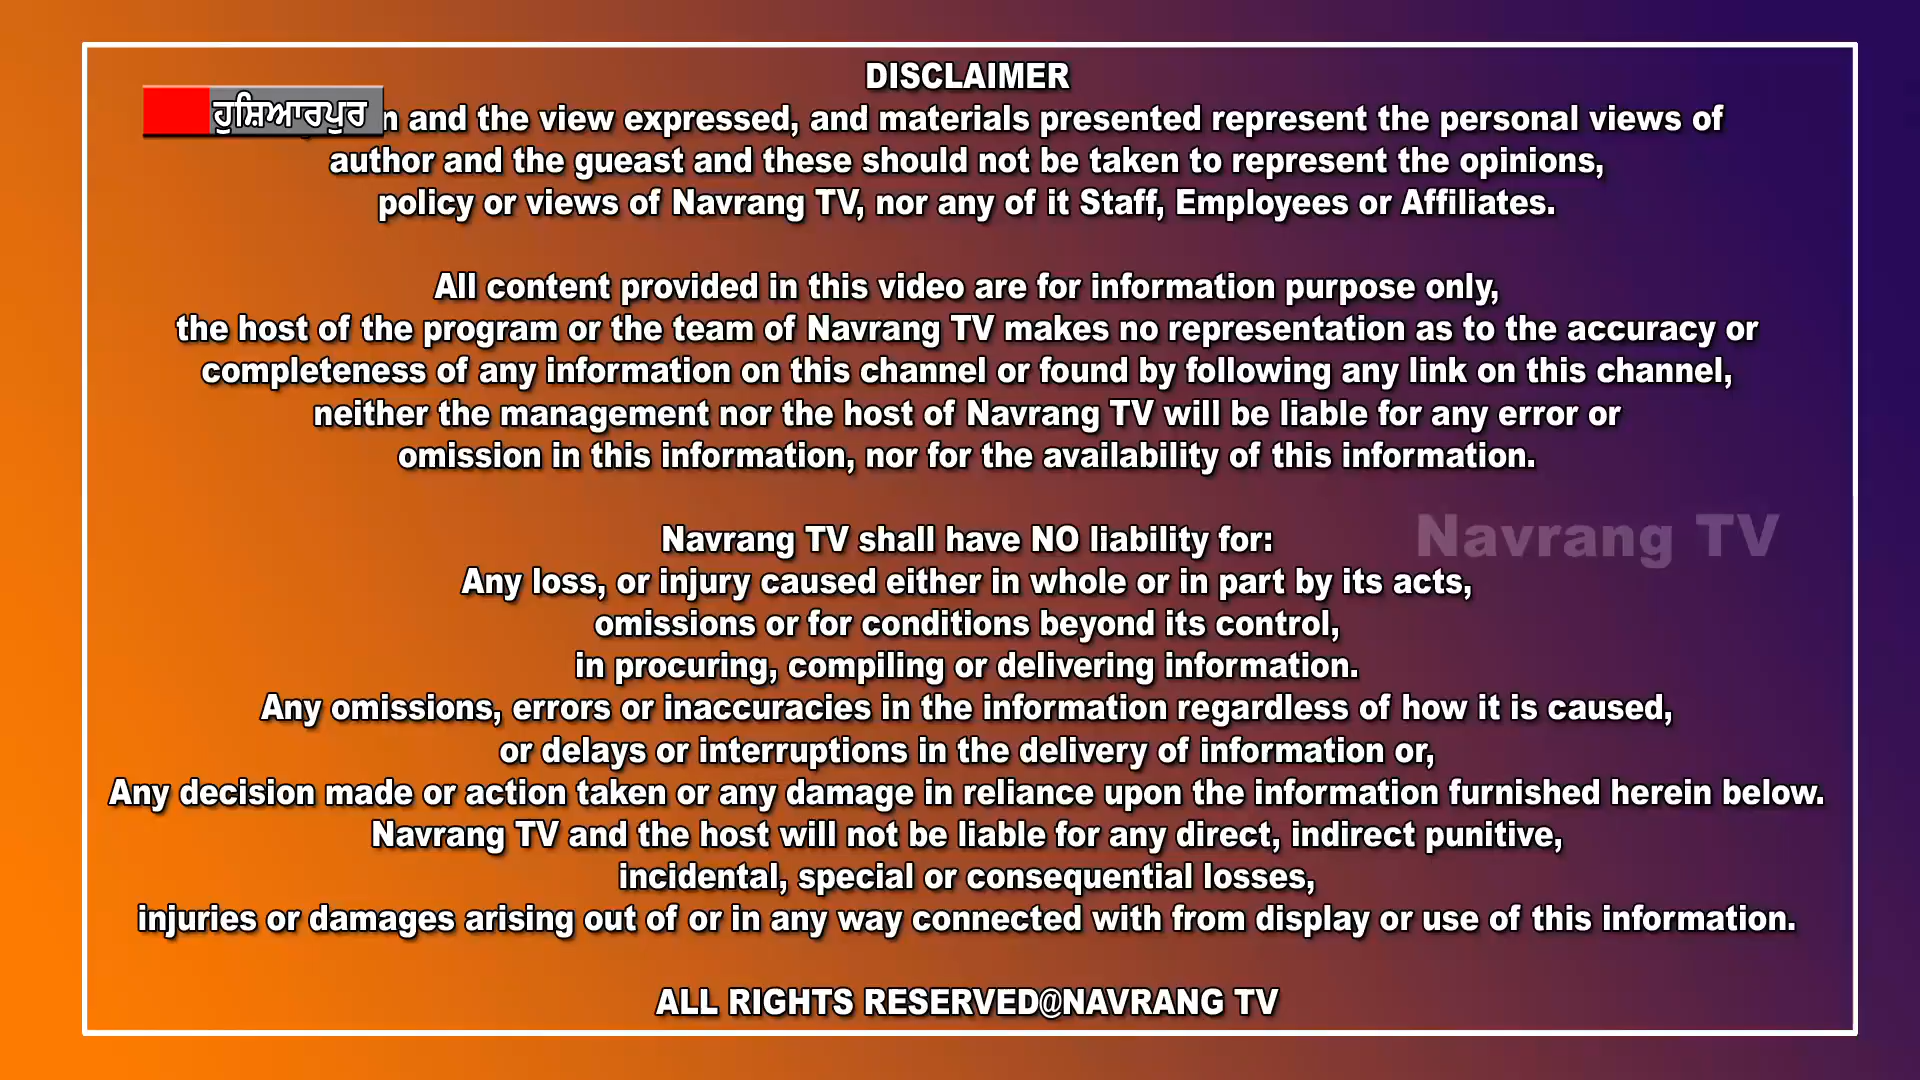 DISCLAIMER
ਹੁਸ਼ਿਆਰਪੁਰ
and the view expressed, and materials presented represent the personal views of
author and the gueast and these should not be taken to represent the opinions,
policy or views of Navrang TV, nor any of it Staff, Employees or Affiliates.
All content provided in this video are for information purpose only,
the host of the program or the team of Navrang TV makes no representation as to the accuracy or
completeness of any information on this channel or found by following any link on this channel,
neither the management nor the host of Navrang TV will be liable for any error or
omission in this information, nor for the availability of this information.
Navrang TV shall have NO liability for:
Navrang TV
Any loss, or injury caused either in whole or in part by its acts,
omissions or for conditions beyond its control,
in procuring, compiling or delivering information.
Any omissions, errors or inaccuracies in the information regardless of how it is caused,
or delays or interruptions in the delivery of information or,
Any decision made or action taken or any damage in reliance upon the information furnished herein below.
Navrang TV and the host will not be liable for any direct, indirect punitive,
incidental, special or consequential losses,
injuries or damages arising out of or in any way connected with from display or use of this information.
ALL RIGHTS RESERVED@NAVRANG TV